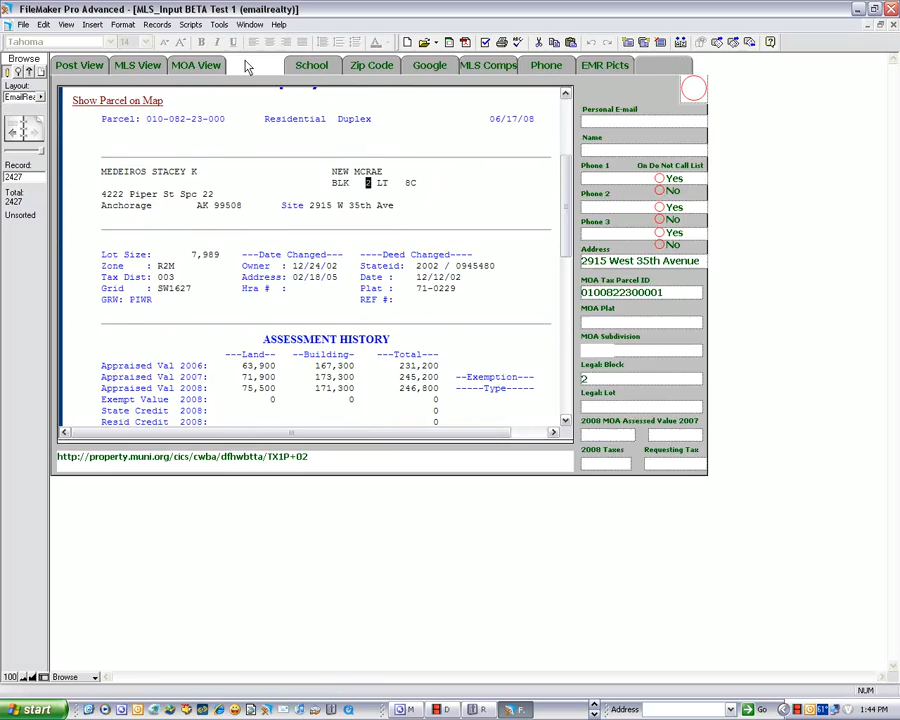 FileMaker Pro Advanced - [MLS_Input BETA Test 1 (emailrealty)]
File Edit View Insert Format Records Scripts Tools Window Help
Tahoma 14
Browse
Layout:
EmailRea
Record:
2427
Total:
2427
Unsorted
Post View MLS View MOA View School Zip Code Google MLS Comps Phone EMR Picts
Show Parcel on Map
Parcel: 010-082-23-000 Residential Duplex 06/17/08
MEDEIROS STACEY K NEW MCRAE
BLK 2 LT 8C
4222 Piper St Spc 22
Anchorage AK 99508 Site 2915 W 35th Ave
Lot Size: 7,989 ---Date Changed--- ---Deed Changed----
Zone : R2M Owner : 12/24/02 Stateid: 2002 / 0945480
Tax Dist: 003 Address: 02/18/05 Date : 12/12/02
Grid : SW1627 Hra # : Plat : 71-0229
GRW: PIWR REF #:
ASSESSMENT HISTORY
---Land-- --Building- ---Total---
Appraised Val 2006: 63,900 167,300 231,200
Appraised Val 2007: 71,900 173,300 245,200 --Exemption---
Appraised Val 2008: 75,500 171,300 246,800 -----Type-----
Exempt Value 2008: 0 0 0
State Credit 2008: 0
Resid Credit 2008: 0
http://property.muni.org/cics/cwba/dfhwbtta/TX1P+02
Personal E-mail
Name
Phone 1 On Do Not Call List
Yes
No
Phone 2
Yes
No
Phone 3
Yes
No
Address
2915 West 35th Avenue
MOA Tax Parcel ID
0100822300001
MOA Plat
MOA Subdivision
Legal: Block
2
Legal: Lot
2008 MOA Assessed Value 2007
2008 Taxes Requesting Tax
100 Browse
NUM
start M D R F. Address Go 61° 1:44 PM